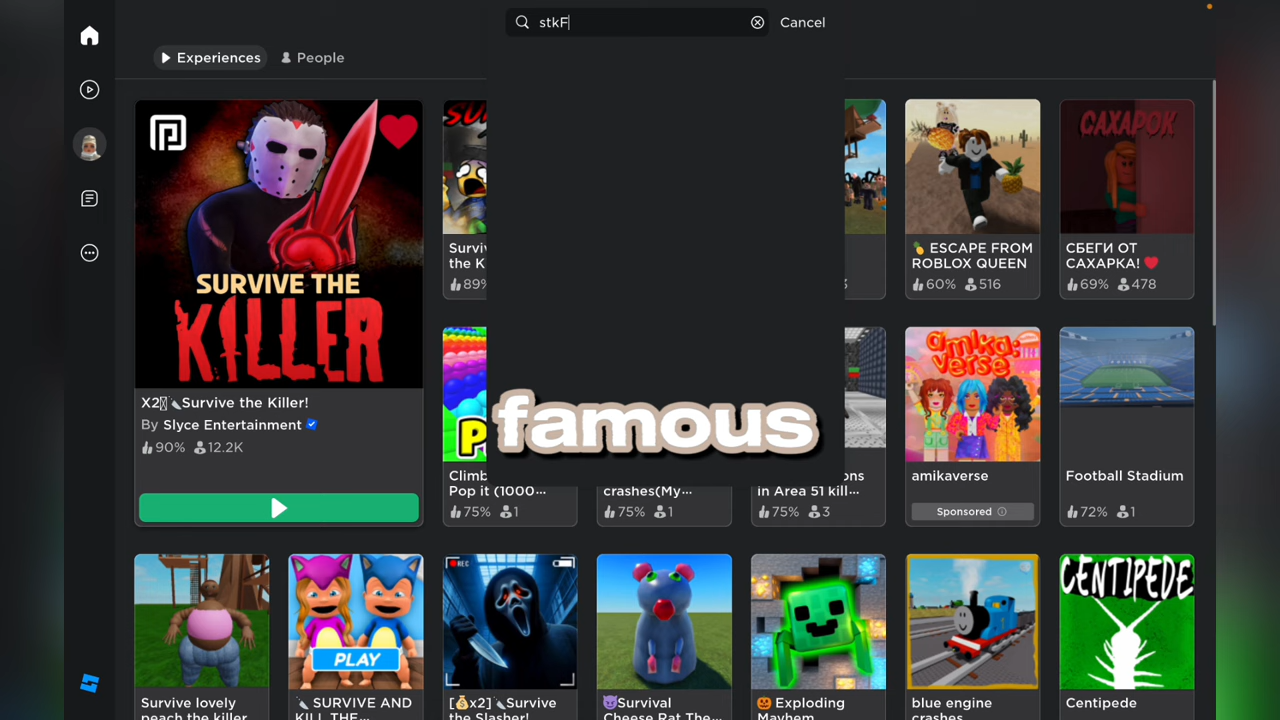 stkF
Cancel
Experiences
People
SURVIVE THE
KILLER
X2 Survive the Killer!
By Slyce Entertainment
90% 12.2K
the K
89%
🍍 ESCAPE FROM
ROBLOX QUEEN
60% 516
САХАРОК
СБЕГИ ОТ
САХАРКА! ❤️
69% 478
famous
Climb
Pop it (1000...
75% 1
crashes(My...
75% 1
in Area 51 kill...
75% 3
amika:
verse
amikaverse
Sponsored
Football Stadium
72% 1
Survive lovely
peach the killer
PLAY
🔪 SURVIVE AND
KILL THE...
REC
[💰x2]🔪Survive
the Slasher!
😈Survival
Cheese Rat The...
🎃 Exploding
Mayhem
blue engine
crashes
CENTIPEDE
Centipede